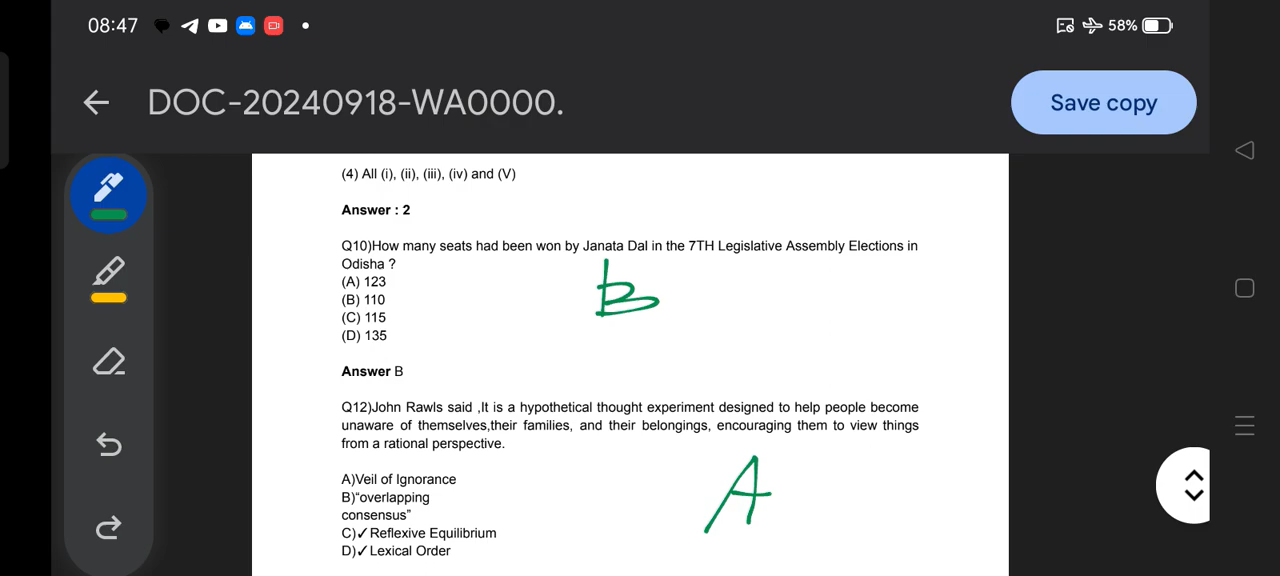 08:47
58%
DOC-20240918-WA0000.
Save copy
(4) All (i), (ii), (iii), (iv) and (V)
Answer : 2
Q10)How many seats had been won by Janata Dal in the 7TH Legislative Assembly Elections in
Odisha ?
(A) 123
(B) 110
(C) 115
(D) 135
B
Answer B
Q12)John Rawls said ,It is a hypothetical thought experiment designed to help people become
unaware of themselves,their families, and their belongings, encouraging them to view things
from a rational perspective.
A)Veil of Ignorance
B)“overlapping
consensus”
C)✓Reflexive Equilibrium
D)✓Lexical Order
A